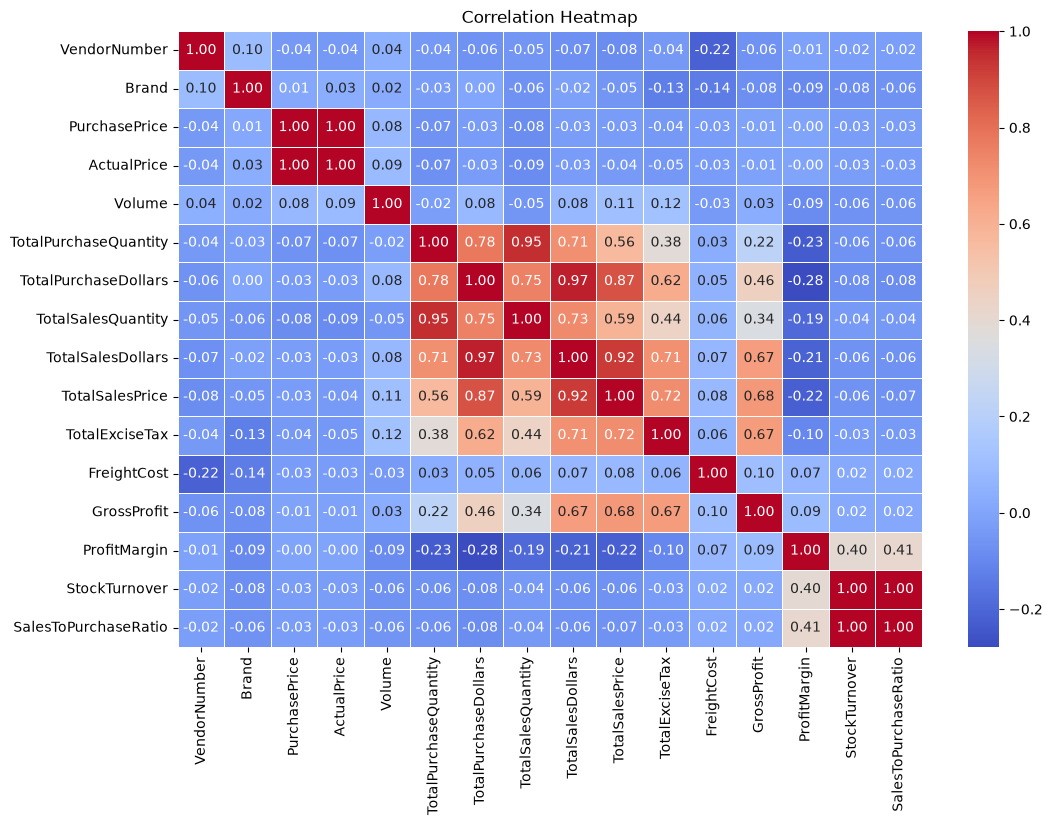 Correlation Heatmap
VendorNumber 1.00 0.10 -0.04 -0.04 0.04 -0.04 -0.06 -0.05 -0.07 -0.08 -0.04 -0.22 -0.06 -0.01 -0.02 -0.02
Brand 0.10 1.00 0.01 0.03 0.02 -0.03 0.00 -0.06 -0.02 -0.05 -0.13 -0.14 -0.08 -0.09 -0.08 -0.06
PurchasePrice -0.04 0.01 1.00 1.00 0.08 -0.07 -0.03 -0.08 -0.03 -0.03 -0.04 -0.03 -0.01 -0.00 -0.03 -0.03
ActualPrice -0.04 0.03 1.00 1.00 0.09 -0.07 -0.03 -0.09 -0.03 -0.04 -0.05 -0.03 -0.01 -0.00 -0.03 -0.03
Volume 0.04 0.02 0.08 0.09 1.00 -0.02 0.08 -0.05 0.08 0.11 0.12 -0.03 0.03 -0.09 -0.06 -0.06
TotalPurchaseQuantity -0.04 -0.03 -0.07 -0.07 -0.02 1.00 0.78 0.95 0.71 0.56 0.38 0.03 0.22 -0.23 -0.06 -0.06
TotalPurchaseDollars -0.06 0.00 -0.03 -0.03 0.08 0.78 1.00 0.75 0.97 0.87 0.62 0.05 0.46 -0.28 -0.08 -0.08
TotalSalesQuantity -0.05 -0.06 -0.08 -0.09 -0.05 0.95 0.75 1.00 0.73 0.59 0.44 0.06 0.34 -0.19 -0.04 -0.04
TotalSalesDollars -0.07 -0.02 -0.03 -0.03 0.08 0.71 0.97 0.73 1.00 0.92 0.71 0.07 0.67 -0.21 -0.06 -0.06
TotalSalesPrice -0.08 -0.05 -0.03 -0.04 0.11 0.56 0.87 0.59 0.92 1.00 0.72 0.08 0.68 -0.22 -0.06 -0.07
TotalExciseTax -0.04 -0.13 -0.04 -0.05 0.12 0.38 0.62 0.44 0.71 0.72 1.00 0.06 0.67 -0.10 -0.03 -0.03
FreightCost -0.22 -0.14 -0.03 -0.03 -0.03 0.03 0.05 0.06 0.07 0.08 0.06 1.00 0.10 0.07 0.02 0.02
GrossProfit -0.06 -0.08 -0.01 -0.01 0.03 0.22 0.46 0.34 0.67 0.68 0.67 0.10 1.00 0.09 0.02 0.02
ProfitMargin -0.01 -0.09 -0.00 -0.00 -0.09 -0.23 -0.28 -0.19 -0.21 -0.22 -0.10 0.07 0.09 1.00 0.40 0.41
StockTurnover -0.02 -0.08 -0.03 -0.03 -0.06 -0.06 -0.08 -0.04 -0.06 -0.06 -0.03 0.02 0.02 0.40 1.00 1.00
SalesToPurchaseRatio -0.02 -0.06 -0.03 -0.03 -0.06 -0.06 -0.08 -0.04 -0.06 -0.07 -0.03 0.02 0.02 0.41 1.00 1.00
VendorNumber
Brand
PurchasePrice
ActualPrice
Volume
TotalPurchaseQuantity
TotalPurchaseDollars
TotalSalesQuantity
TotalSalesDollars
TotalSalesPrice
TotalExciseTax
FreightCost
GrossProfit
ProfitMargin
StockTurnover
SalesToPurchaseRatio
1.0
0.8
0.6
0.4
0.2
0.0
−0.2